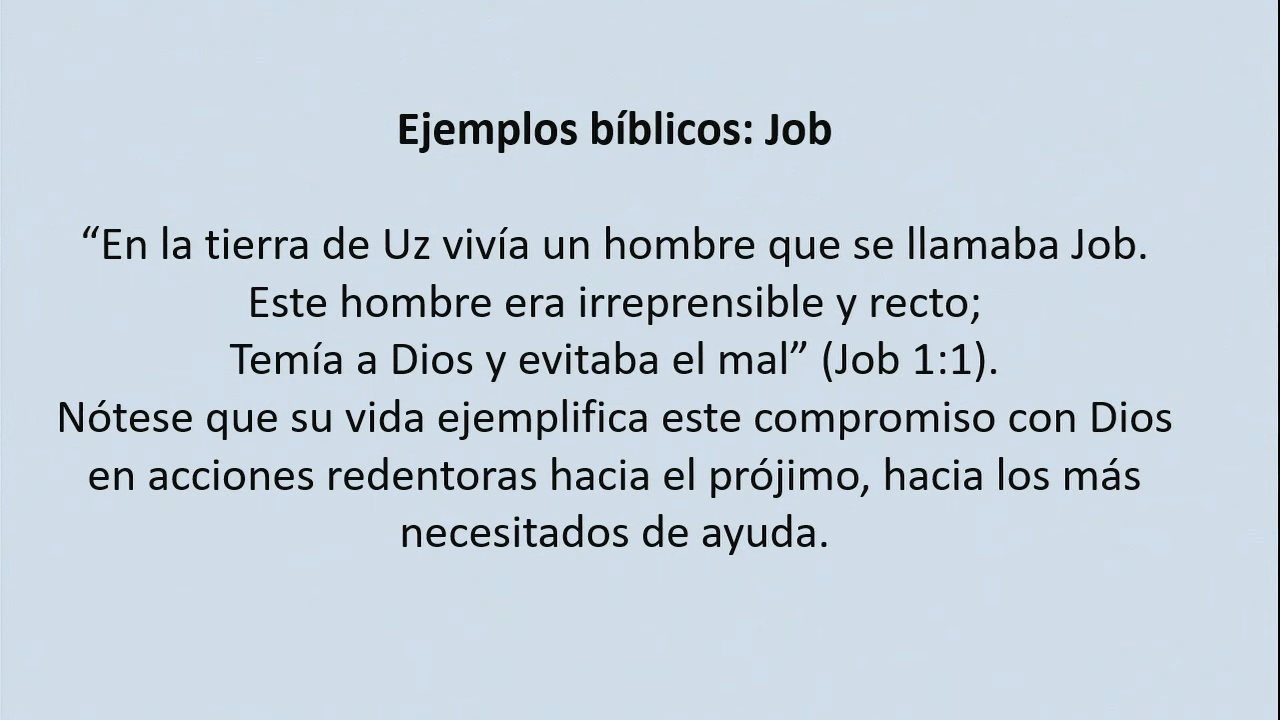 Ejemplos bíblicos: Job
“En la tierra de Uz vivía un hombre que se llamaba Job.
Este hombre era irreprensible y recto;
Temía a Dios y evitaba el mal” (Job 1:1).
Nótese que su vida ejemplifica este compromiso con Dios
en acciones redentoras hacia el prójimo, hacia los más
necesitados de ayuda.